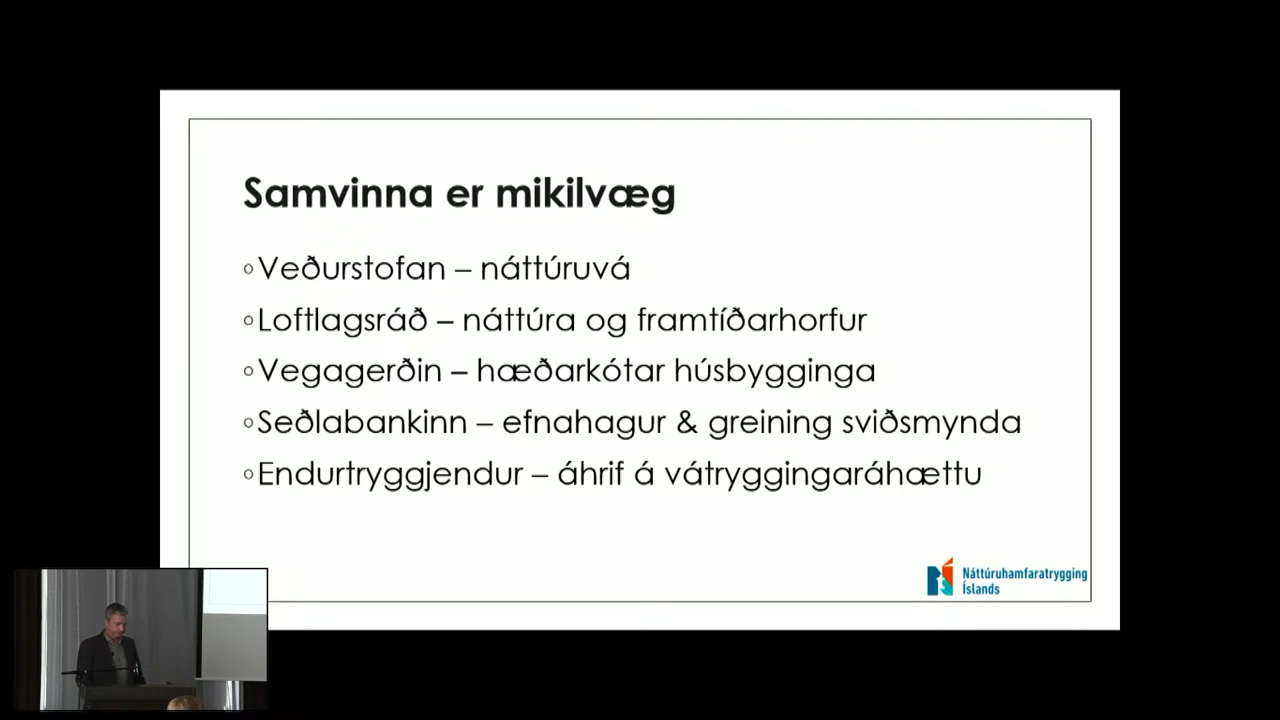 Samvinna er mikilvæg
◦Veðurstofan – náttúruvá
◦Loftlagsráð – náttúra og framtíðarhorfur
◦Vegagerðin – hæðarkótar húsbygginga
◦Seðlabankinn – efnahagur & greining sviðsmynda
◦Endurtryggjendur – áhrif á vátryggingaráhættu
Náttúruhamfaratrygging
Íslands